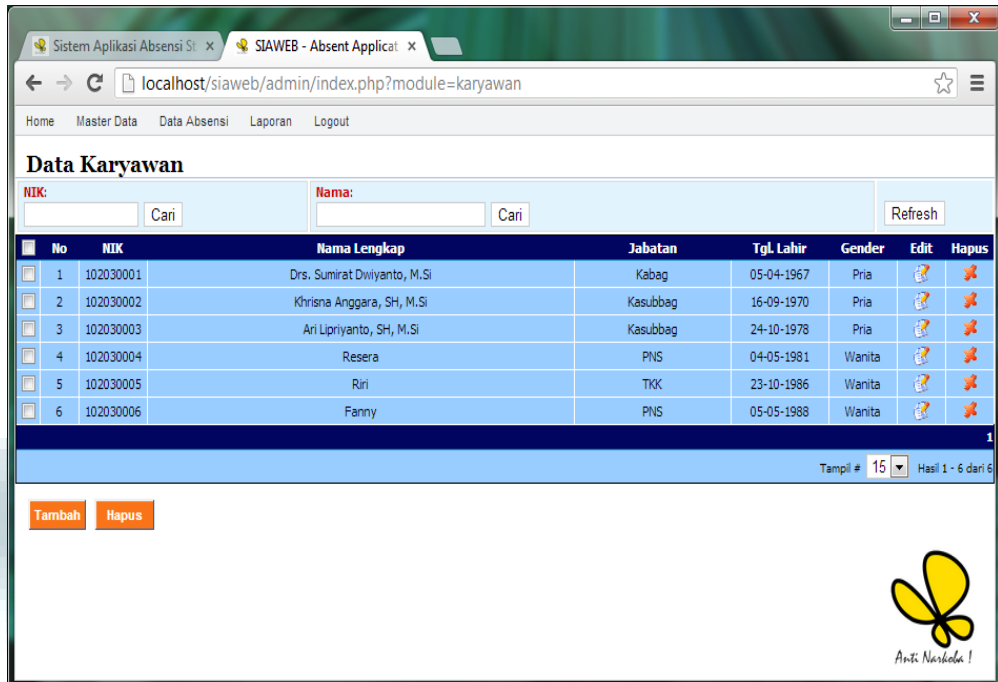 Sistem Aplikasi Absensi St
SIAWEB - Absent Applicat
localhost/siaweb/admin/index.php?module=karyawan
Home Master Data Data Absensi Laporan Logout
Data Karyawan
NIK: Nama:
Cari Cari Refresh
No NIK Nama Lengkap Jabatan Tgl. Lahir Gender Edit Hapus
1 102030001 Drs. Sumirat Dwiyanto, M.Si Kabag 05-04-1967 Pria
2 102030002 Khrisna Anggara, SH, M.Si Kasubbag 16-09-1970 Pria
3 102030003 Ari Lipriyanto, SH, M.Si Kasubbag 24-10-1978 Pria
4 102030004 Resera PNS 04-05-1981 Wanita
5 102030005 Riri TKK 23-10-1986 Wanita
6 102030006 Fanny PNS 05-05-1988 Wanita
1
Tampil # 15 Hasil 1 - 6 dari 6
Tambah Hapus
Anti Narkoba !